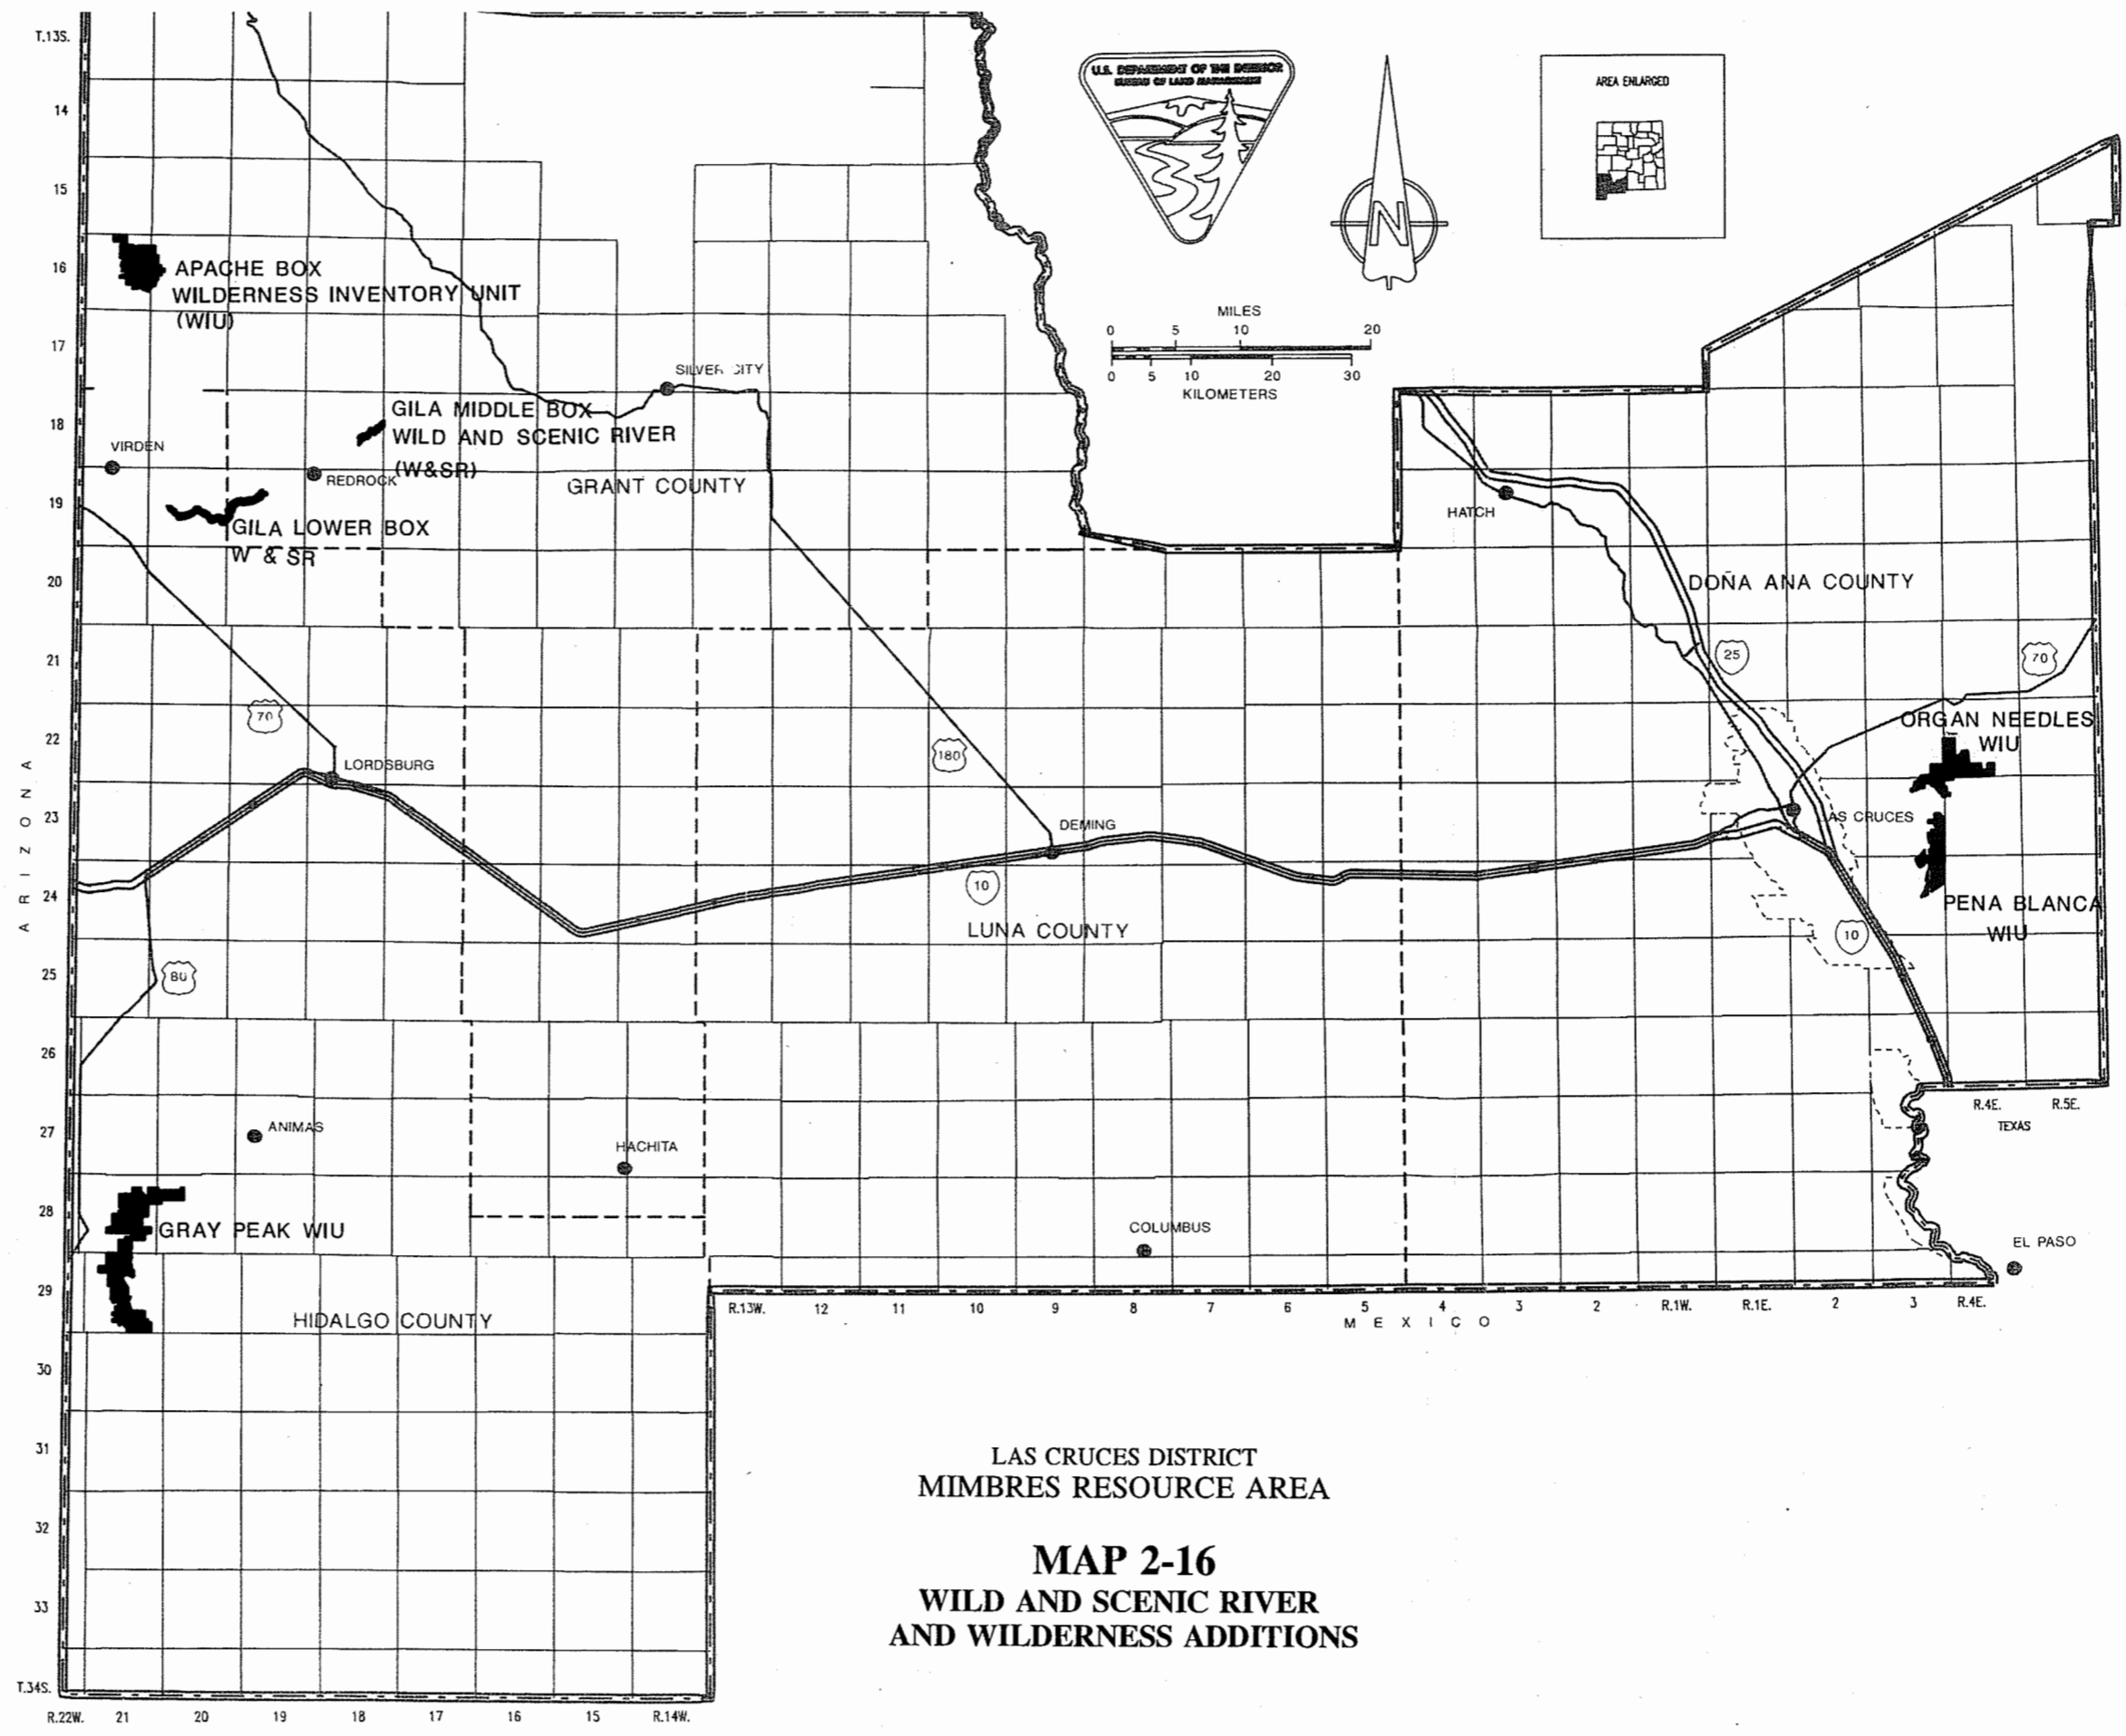 T.13S.
14
15
16
17
18
19
20
21
22
23
24
25
26
27
28
29
30
31
32
33
T.34S.
ARIZONA
U.S. DEPARTMENT OF THE INTERIOR
BUREAU OF LAND MANAGEMENT
N
AREA ENLARGED
MILES
0 5 10 20
0 5 10 20 30
KILOMETERS
APACHE BOX
WILDERNESS INVENTORY UNIT
(WIU)
SILVER CITY
GILA MIDDLE BOX
WILD AND SCENIC RIVER
(W&SR)
VIRDEN
REDROCK
GRANT COUNTY
GILA LOWER BOX
W & SR
HATCH
DOÑA ANA COUNTY
25
70
70
ORGAN NEEDLES
WIU
180
LORDSBURG
DEMING
AS CRUCES
10
LUNA COUNTY
PENA BLANCA
WIU
10
80
ANIMAS
HACHITA
R.4E. R.5E.
TEXAS
GRAY PEAK WIU
COLUMBUS
EL PASO
HIDALGO COUNTY
R.13W. 12 11 10 9 8 7 6 5 4 3 2 R.1W. R.1E. 2 3 R.4E.
MEXICO
LAS CRUCES DISTRICT
MIMBRES RESOURCE AREA
MAP 2-16
WILD AND SCENIC RIVER
AND WILDERNESS ADDITIONS
R.22W. 21 20 19 18 17 16 15 R.14W.